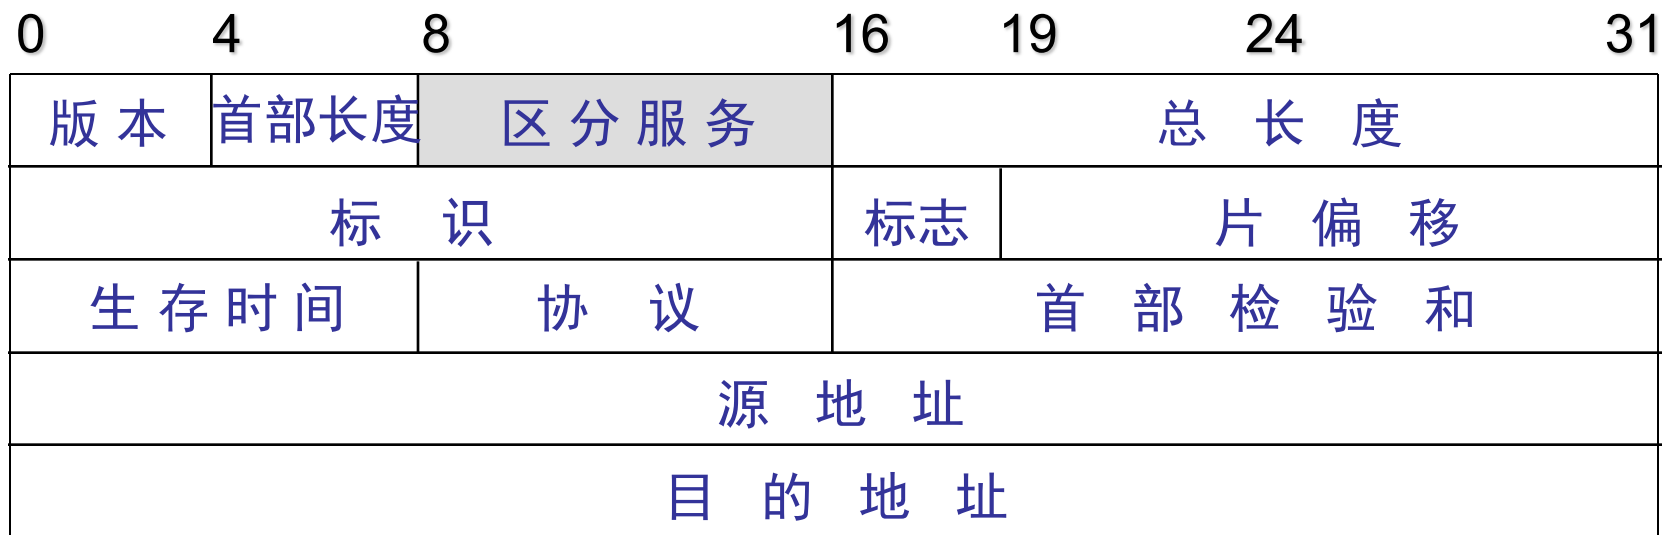 0 4 8 16 19 24 31
版本 首部长度 区分服务 总长度
标识 标志 片偏移
生存时间 协议 首部检验和
源地址
目的地址